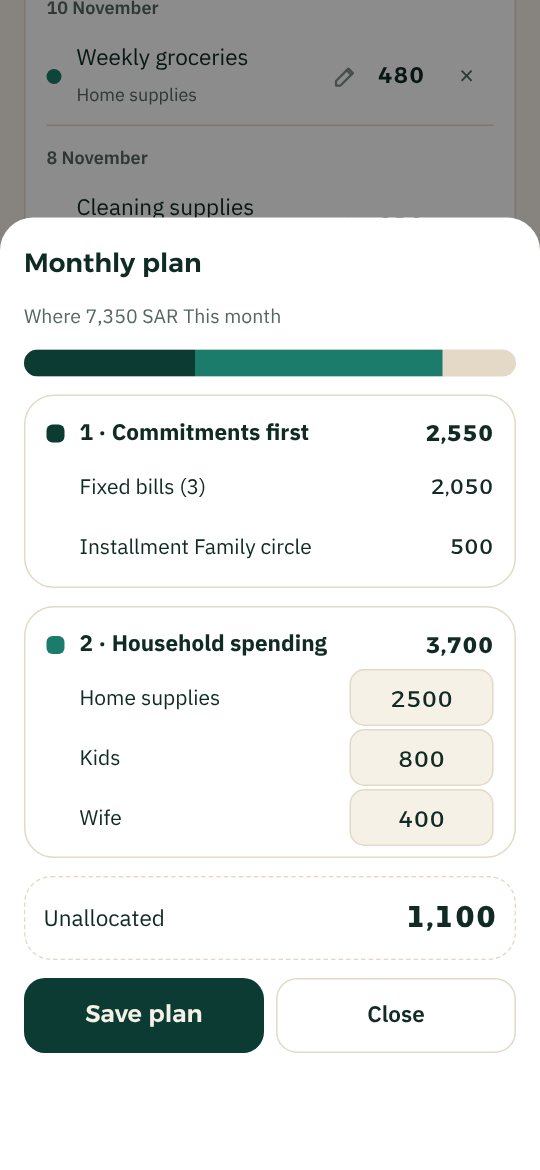 10 November
Weekly groceries
480 ×
Home supplies
8 November
Cleaning supplies
Monthly plan
Where 7,350 SAR This month
1 · Commitments first 2,550
Fixed bills (3) 2,050
Installment Family circle 500
2 · Household spending 3,700
Home supplies 2500
Kids 800
Wife 400
Unallocated 1,100
Save plan Close